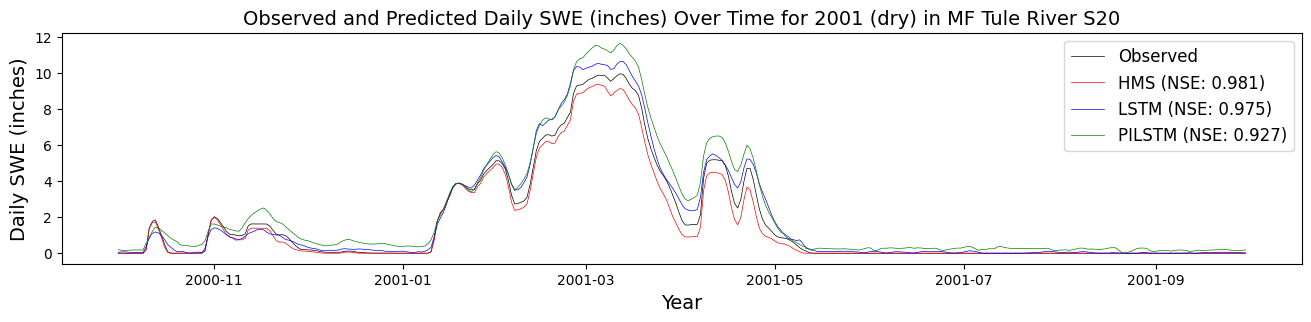 Observed and Predicted Daily SWE (inches) Over Time for 2001 (dry) in MF Tule River S20
Daily SWE (inches)
12
10
8
6
4
2
0
Observed
HMS (NSE: 0.981)
LSTM (NSE: 0.975)
PILSTM (NSE: 0.927)
2000-11
2001-01
2001-03
2001-05
2001-07
2001-09
Year